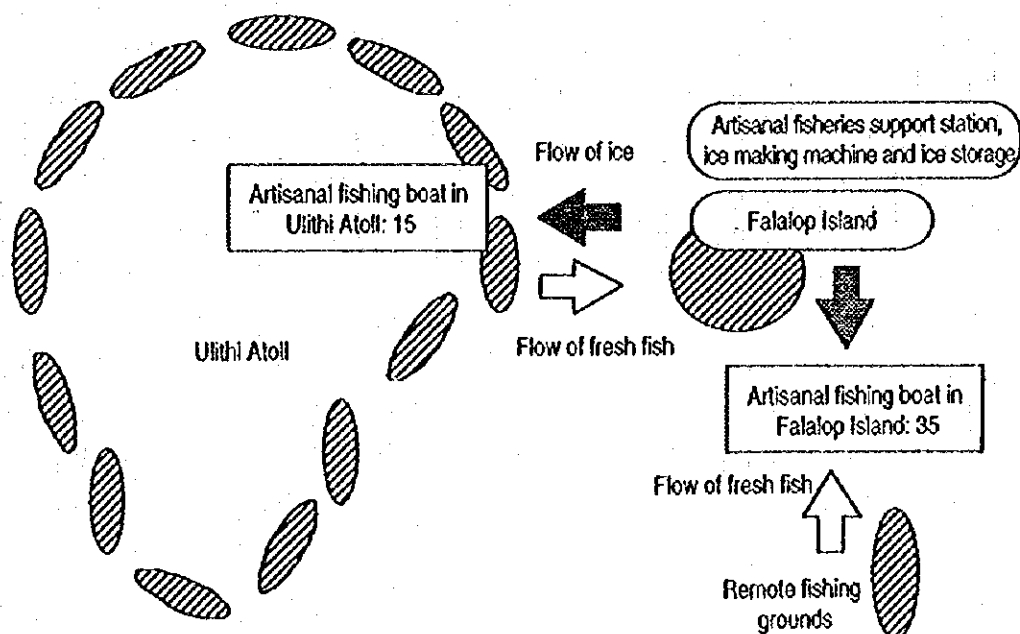 Artisanal fisheries support station,
ice making machine and ice storage
Flow of ice
Artisanal fishing boat in
Ulithi Atoll: 15
Falalop Island
Ulithi Atoll
Flow of fresh fish
Artisanal fishing boat in
Falalop Island: 35
Flow of fresh fish
Remote fishing
grounds